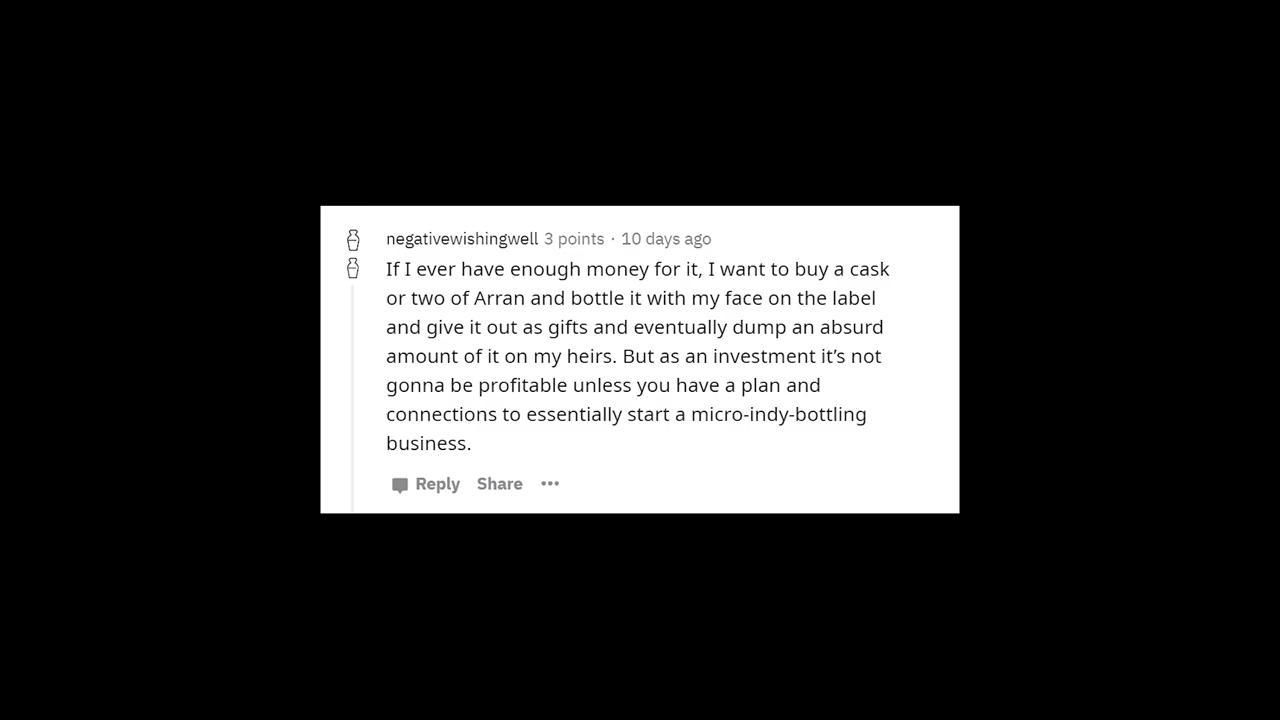 negativewishingwell 3 points · 10 days ago
If I ever have enough money for it, I want to buy a cask
or two of Arran and bottle it with my face on the label
and give it out as gifts and eventually dump an absurd
amount of it on my heirs. But as an investment it’s not
gonna be profitable unless you have a plan and
connections to essentially start a micro-indy-bottling
business.
Reply Share •••